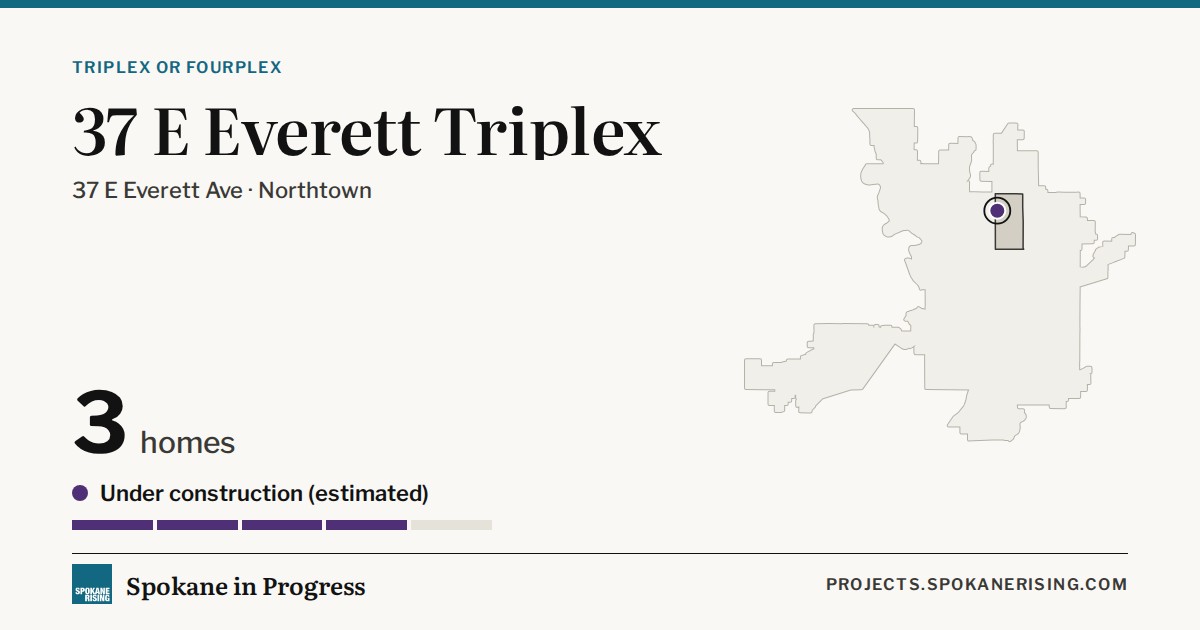 TRIPLEX OR FOURPLEX
37 E Everett Triplex
37 E Everett Ave · Northtown
3 homes
Under construction (estimated)
SPOKANE
RISING
Spokane in Progress
PROJECTS.SPOKANERISING.COM